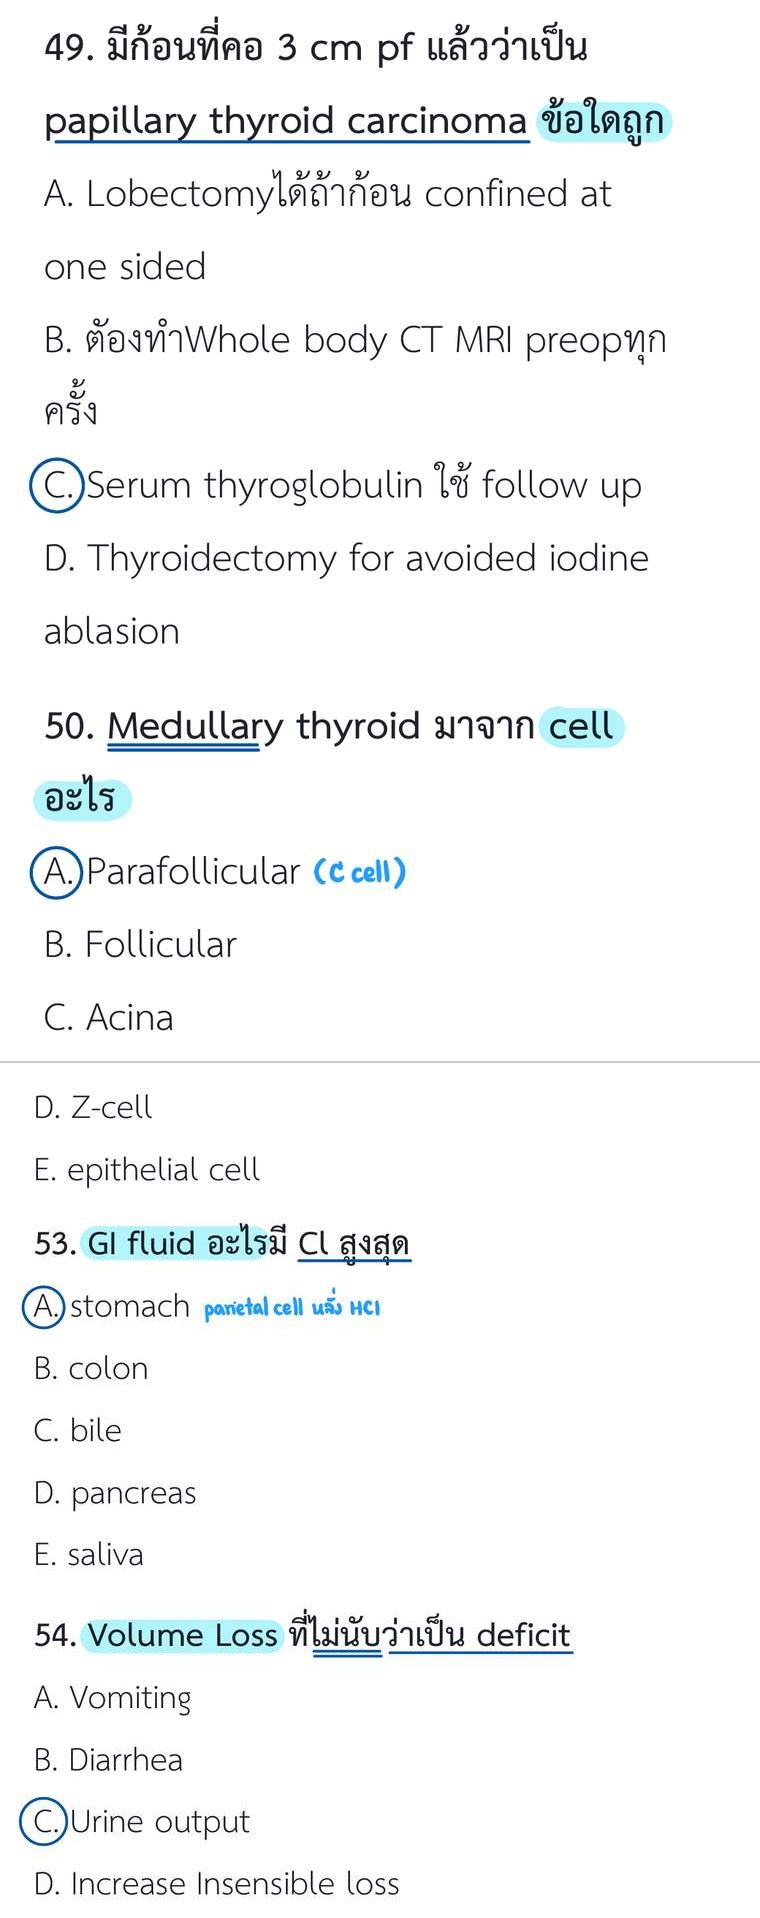 49. มีก้อนที่คอ 3 cm pf แล้วว่าเป็น
papillary thyroid carcinoma ข้อใดถูก
A. Lobectomyได้ถ้าก้อน confined at
one sided
B. ต้องทำWhole body CT MRI preopทุก
ครั้ง
C. Serum thyroglobulin ใช้ follow up
D. Thyroidectomy for avoided iodine
ablasion
50. Medullary thyroid มาจาก cell
อะไร
A. Parafollicular (C cell)
B. Follicular
C. Acina
D. Z-cell
E. epithelial cell
53. GI fluid อะไรมี Cl สูงสุด
A. stomach parietal cell หลั่ง HCl
B. colon
C. bile
D. pancreas
E. saliva
54. Volume Loss ที่ไม่นับว่าเป็น deficit
A. Vomiting
B. Diarrhea
C. Urine output
D. Increase Insensible loss